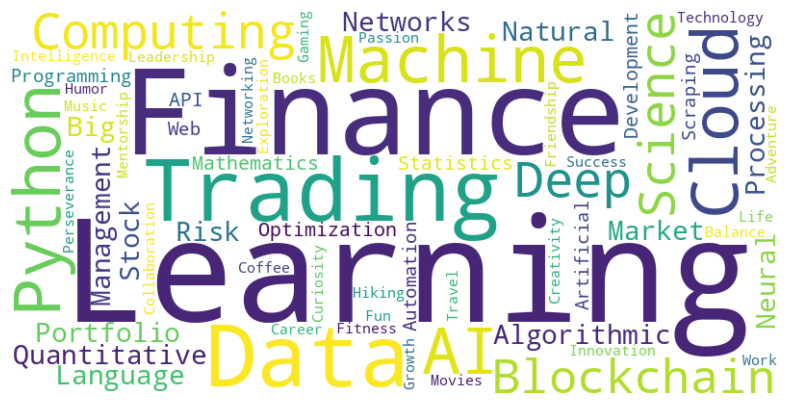 Computing
Networks
Natural
Technology
Passion
Gaming
Intelligence
Leadership
Machine
Science
Cloud
Development
Scraping
Processing
Programming
Humor
Books
Music
API
Finance
Networking
Exploration
Python
Big
Mentorship
Web
Friendship
Adventure
Mathematics
Statistics
Success
Perseverance
Management
Stock
Collaboration
Trading
Deep
Risk
Optimization
Market
Life
Balance
Artificial
Creativity
Neural
Learning
Coffee
Curiosity
Hiking
Automation
Travel
Fun
Portfolio
Career
Fitness
Growth
Algorithmic
Quantitative
Data
AI
Innovation
Work
Language
Movies
Blockchain